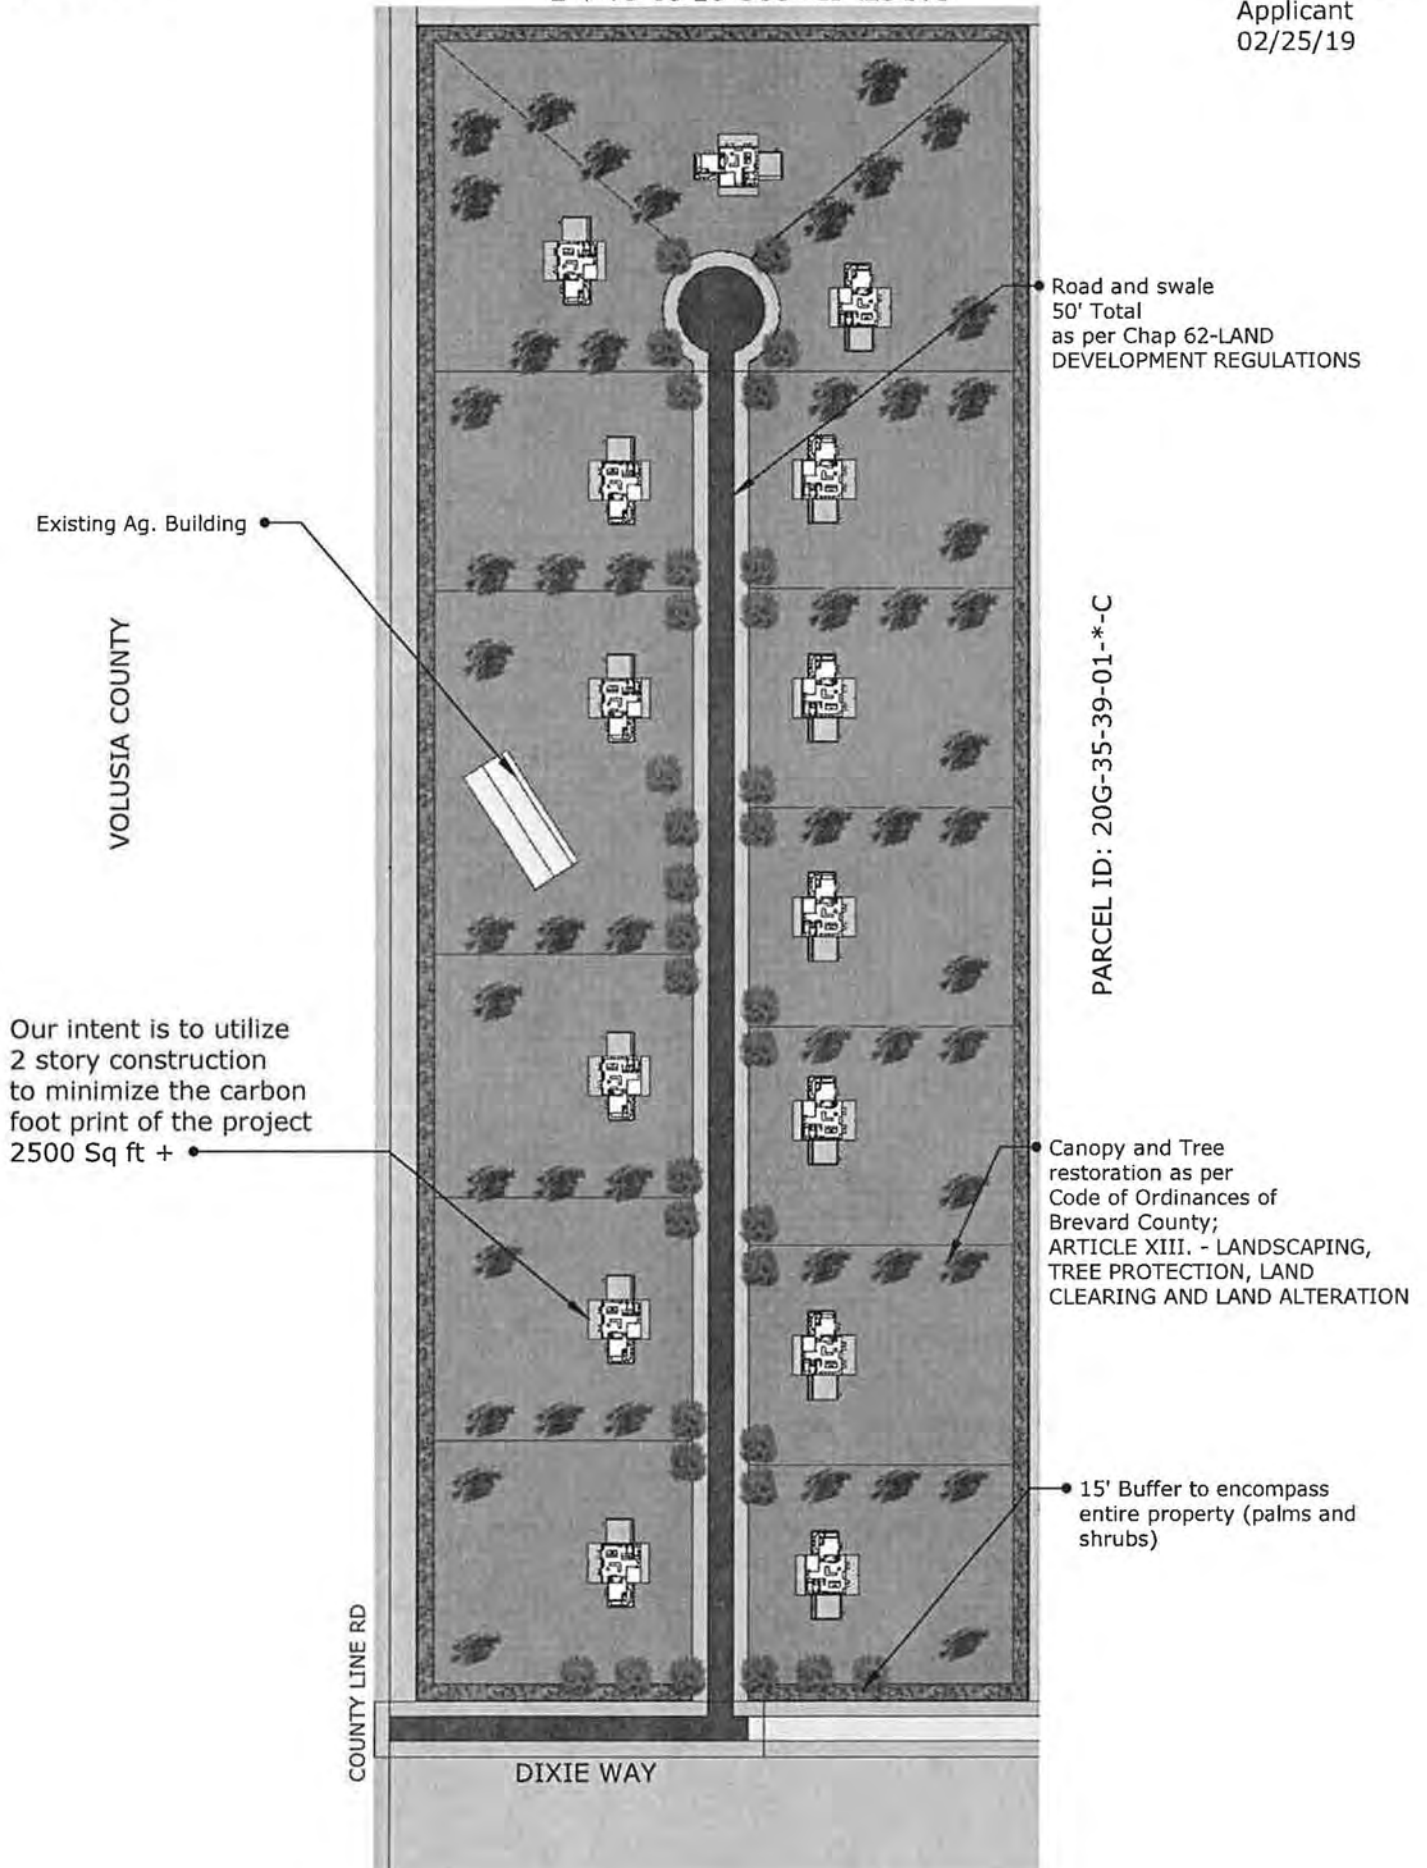 Applicant
02/25/19
Road and swale
50' Total
as per Chap 62-LAND
DEVELOPMENT REGULATIONS
Existing Ag. Building
VOLUSIA COUNTY
PARCEL ID: 20G-35-39-01-*-C
Our intent is to utilize
2 story construction
to minimize the carbon
foot print of the project
2500 Sq ft +
Canopy and Tree
restoration as per
Code of Ordinances of
Brevard County;
ARTICLE XIII. - LANDSCAPING,
TREE PROTECTION, LAND
CLEARING AND LAND ALTERATION
15' Buffer to encompass
entire property (palms and
shrubs)
COUNTY LINE RD
DIXIE WAY